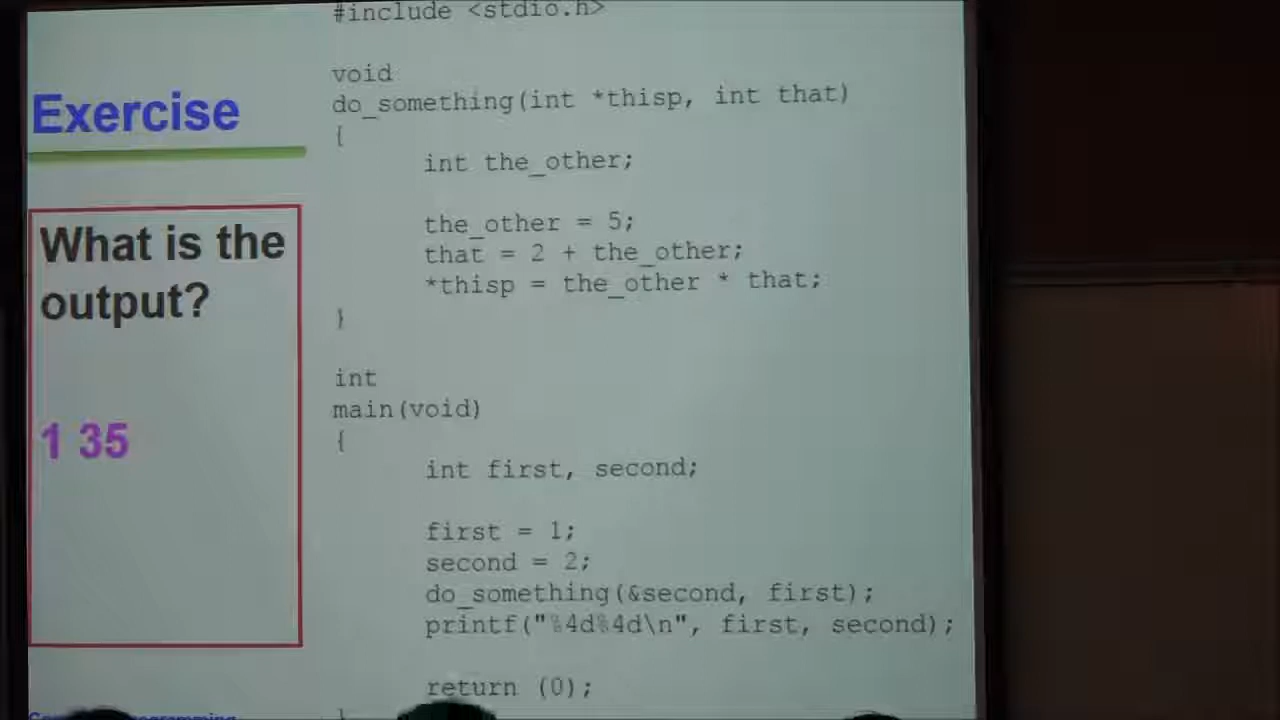 #include <stdio.h>
Exercise
What is the
output?
1 35
void
do_something(int *thisp, int that)
{
int the_other;
the_other = 5;
that = 2 + the_other;
*thisp = the_other * that;
}
int
main(void)
{
int first, second;
first = 1;
second = 2;
do_something(&second, first);
printf("%4d%4d\n", first, second);
return (0);
}